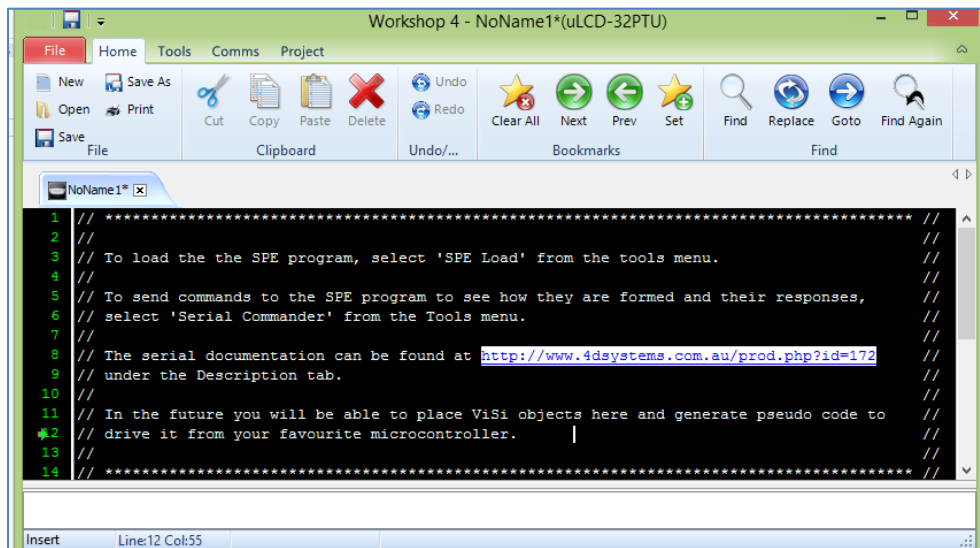 Workshop 4 - NoName1*(uLCD-32PTU)
File Home Tools Comms Project
New Save As
Open Print
Save
File
Cut Copy Paste Delete
Clipboard
Undo
Redo
Undo/...
Clear All Next Prev Set
Bookmarks
Find Replace Goto Find Again
Find
NoName1*
1 // **************************************************************************************** //
2 // //
3 // To load the the SPE program, select 'SPE Load' from the tools menu. //
4 // //
5 // To send commands to the SPE program to see how they are formed and their responses, //
6 // select 'Serial Commander' from the Tools menu. //
7 // //
8 // The serial documentation can be found at http://www.4dsystems.com.au/prod.php?id=172 //
9 // under the Description tab. //
10 // //
11 // In the future you will be able to place ViSi objects here and generate pseudo code to //
12 // drive it from your favourite microcontroller. //
13 // //
14 // **************************************************************************************** //
Insert Line:12 Col:55